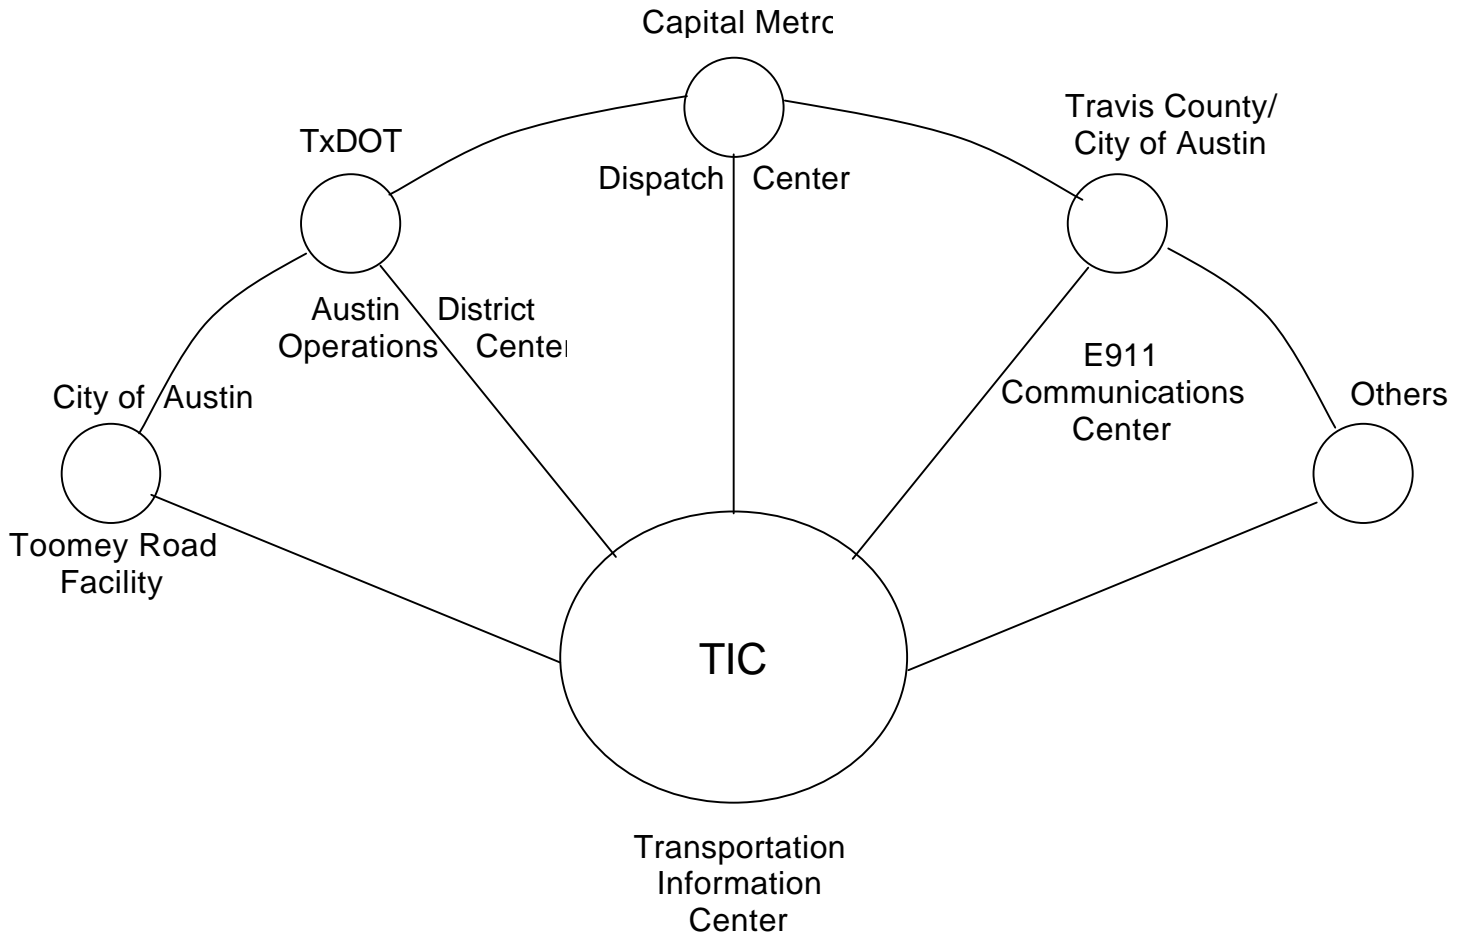 Capital Metro
Travis County/
City of Austin
TxDOT
Dispatch Center
Austin District
Operations Center
E911
Communications
Center
City of Austin
Others
Toomey Road
Facility
TIC
Transportation
Information
Center